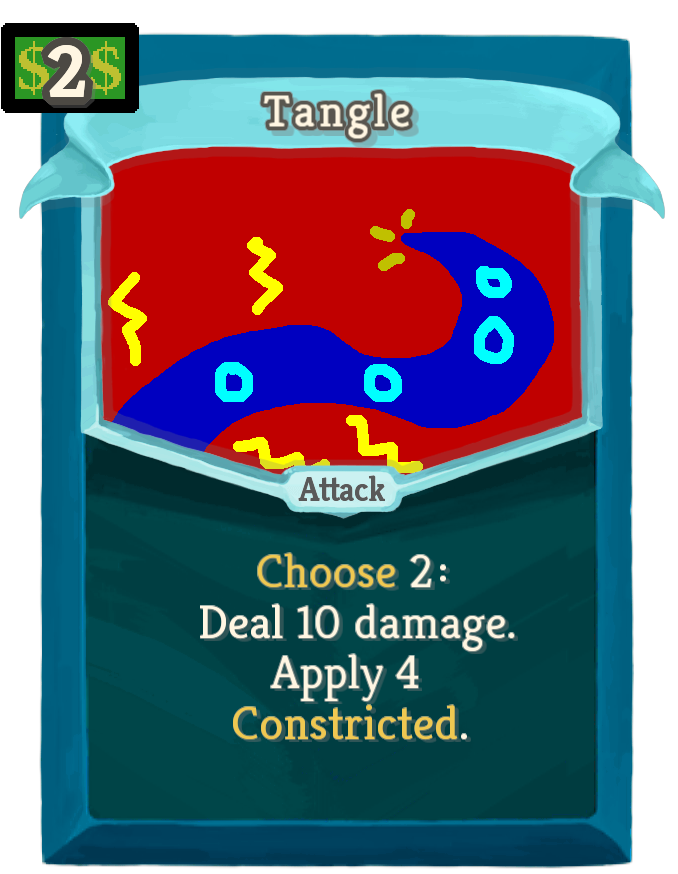 $2$
Tangle
Attack
Choose 2:
Deal 10 damage.
Apply 4
Constricted.